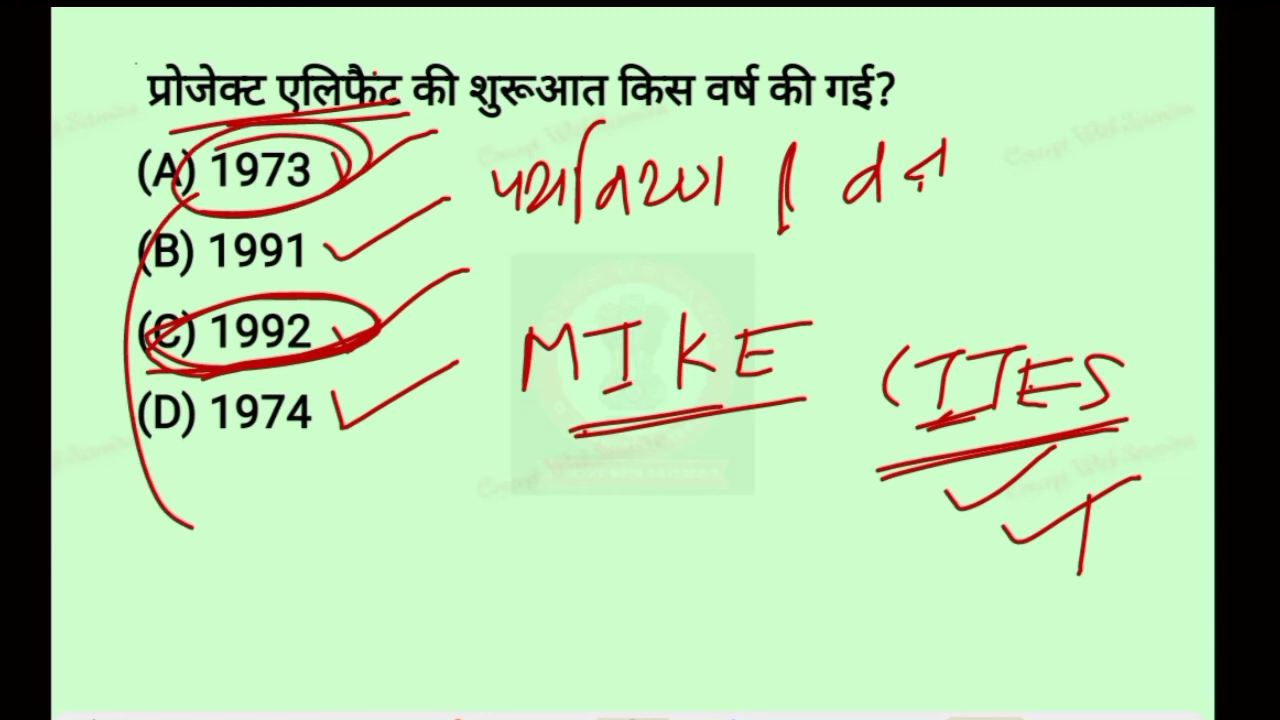 प्रोजेक्ट एलिफैंट की शुरूआत किस वर्ष की गई?
(A) 1973
(B) 1991
(C) 1992
(D) 1974
पर्यावरण
MIKE
CITES